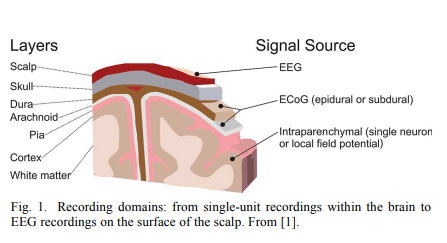 Layers
Signal Source
Scalp
Skull
Dura
Arachnoid
Pia
Cortex
White matter
EEG
ECoG (epidural or subdural)
Intraparenchymal (single neuron
or local field potential)
Fig. 1. Recording domains: from single-unit recordings within the brain to
EEG recordings on the surface of the scalp. From [1].